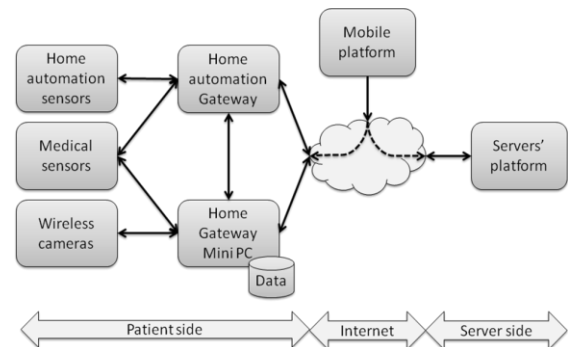 Home
automation
sensors
Home
automation
Gateway
Mobile
platform
Medical
sensors
Servers'
platform
Wireless
cameras
Home
Gateway
Mini PC
Data
Patient side
Internet
Server side